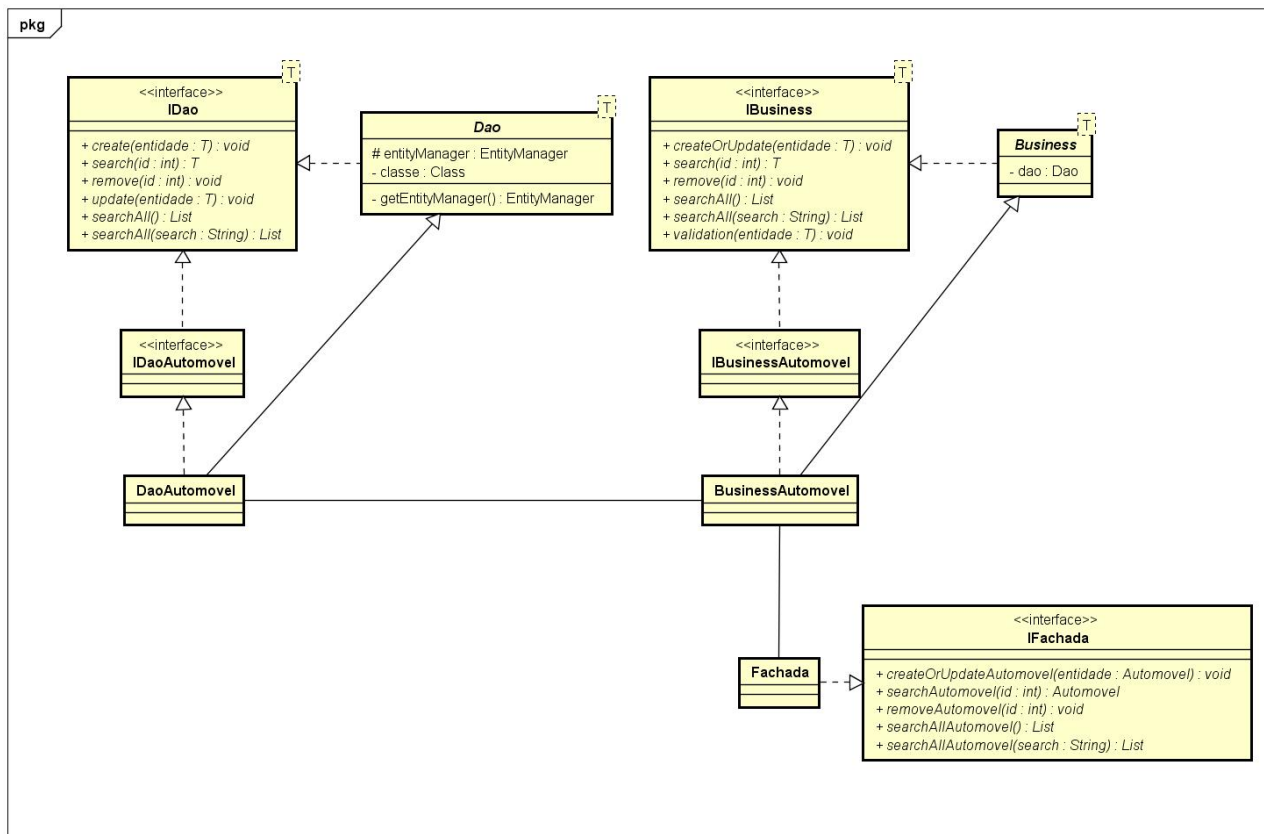 pkg
T
<<interface>>
IDao
+ create(entidade : T) : void
+ search(id : int) : T
+ remove(id : int) : void
+ update(entidade : T) : void
+ searchAll() : List
+ searchAll(search : String) : List
T
Dao
# entityManager : EntityManager
- classe : Class
- getEntityManager() : EntityManager
T
<<interface>>
IBusiness
+ createOrUpdate(entidade : T) : void
+ search(id : int) : T
+ remove(id : int) : void
+ searchAll() : List
+ searchAll(search : String) : List
+ validation(entidade : T) : void
T
Business
- dao : Dao
<<interface>>
IDaoAutomovel
<<interface>>
IBusinessAutomovel
DaoAutomovel
BusinessAutomovel
Fachada
<<interface>>
IFachada
+ createOrUpdateAutomovel(entidade : Automovel) : void
+ searchAutomovel(id : int) : Automovel
+ removeAutomovel(id : int) : void
+ searchAllAutomovel() : List
+ searchAllAutomovel(search : String) : List